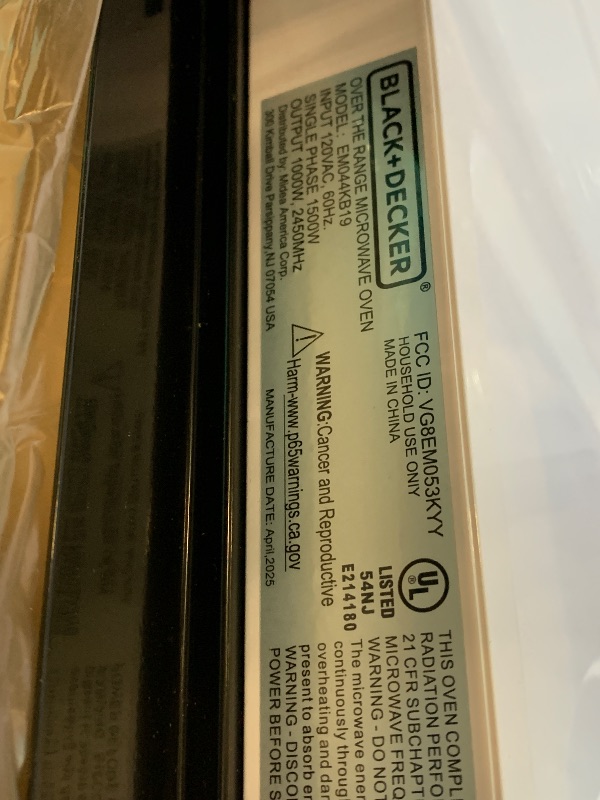 BLACK+DECKER®
OVER THE RANGE MICROWAVE OVEN
MODEL: EM044KB19
INPUT 120VAC, 60Hz.
SINGLE PHASE 1500W
OUTPUT 1000W, 2450MHz
Distributed by: Midea America Corp.
300 Kimball Drive Parsippany,NJ 07054 USA
FCC ID: VG8EM053KYY
HOUSEHOLD USE ONIY
MADE IN CHINA
WARNING:Cancer and Reproductive
Harm-www.p65warnings.ca.gov
MANUFACTURE DATE: April,2025
UL®
LISTED
54NJ
E214180
THIS OVEN COMPL
RADIATION PERFO
21 CFR SUBCHAPT
MICROWAVE FREQ
WARNING - DO NOT
The microwave ener
continuously throug
overheating and dan
present to absorb en
WARNING - DISCO
POWER BEFORE S